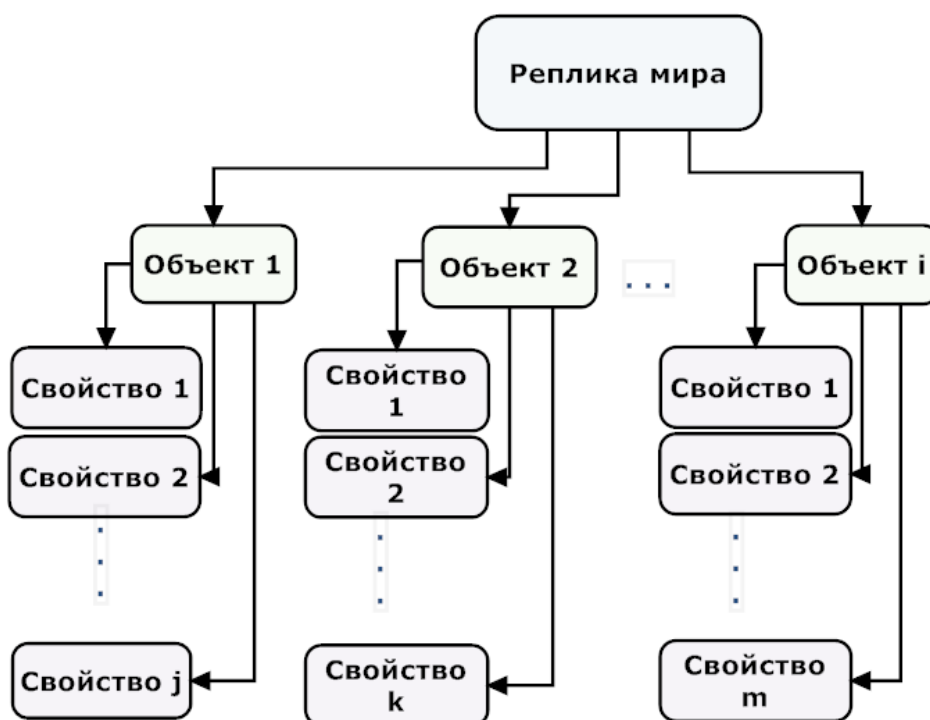 Реплика мира
Объект 1
Объект 2
. . .
Объект i
Свойство 1
Свойство 2
.
.
.
Свойство j
Свойство
1
Свойство
2
.
.
.
Свойство
k
Свойство 1
Свойство 2
.
.
.
Свойство
m